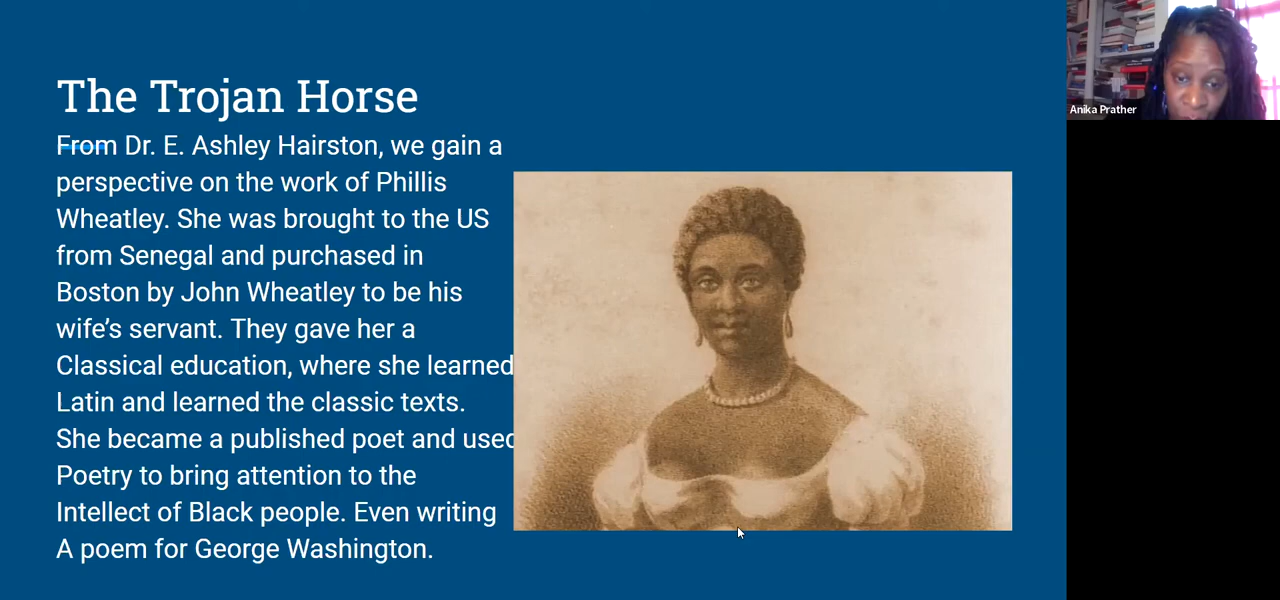 The Trojan Horse
From Dr. E. Ashley Hairston, we gain a
perspective on the work of Phillis
Wheatley. She was brought to the US
from Senegal and purchased in
Boston by John Wheatley to be his
wife’s servant. They gave her a
Classical education, where she learned
Latin and learned the classic texts.
She became a published poet and used
Poetry to bring attention to the
Intellect of Black people. Even writing
A poem for George Washington.
Anika Prather